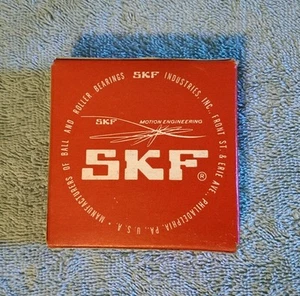 MANUFACTURERS OF BALL AND ROLLER BEARINGS SKF INDUSTRIES, INC. FRONT ST. & ERIE AVE., PHILADELPHIA, PA., U. S. A. •
SKF MOTION ENGINEERING
SKF®